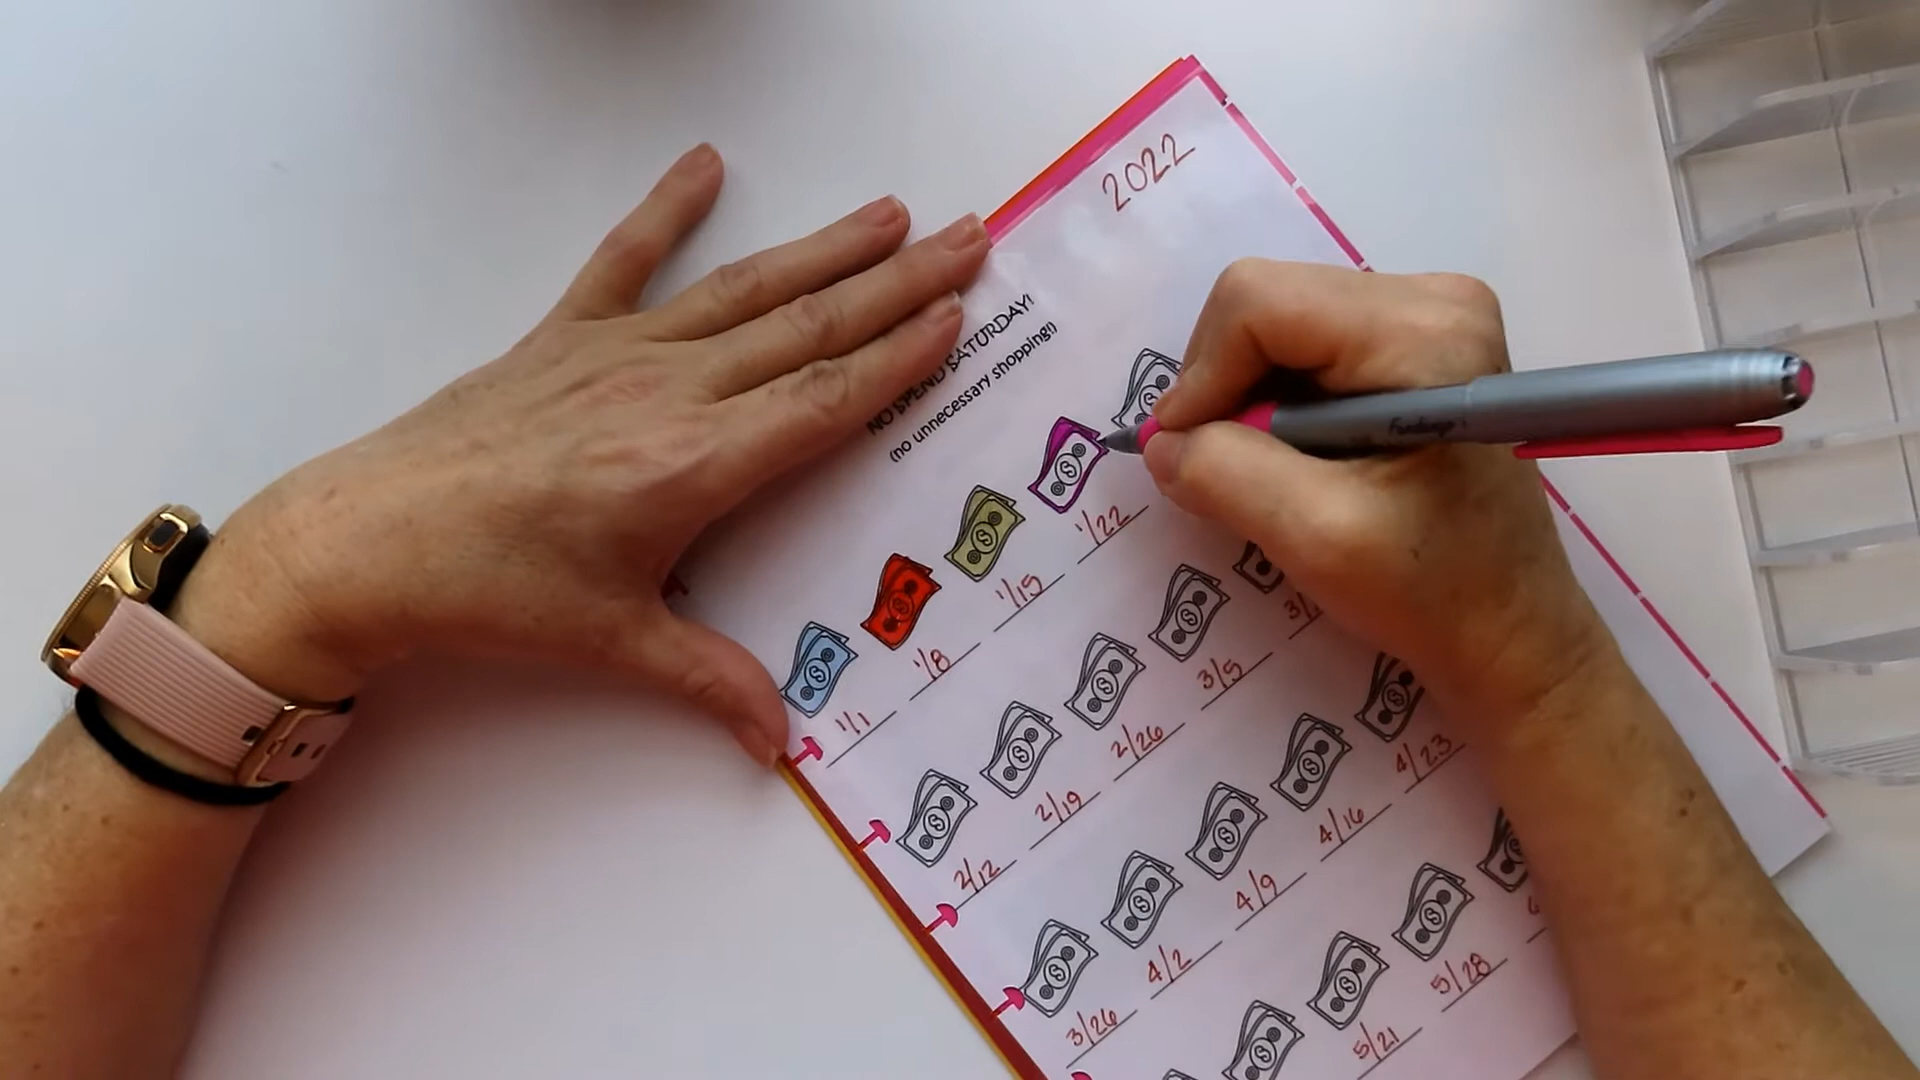 2022
NO SPEND SATURDAY!
(no unnecessary shopping!)
1/1 1/8 1/15 1/22
2/12 2/19 2/26 3/5
3/26 4/2 4/9 4/16 4/23
5/21 5/28